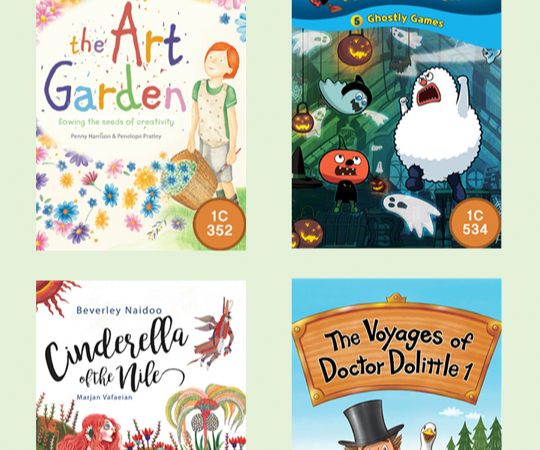 the Art
Garden
Sowing the seeds of creativity
Penny Harrison & Penelope Pratley
1C
352
5 Ghostly Games
1C
534
Beverley Naidoo
Cinderella
of the Nile
Marjan Vafaeian
The Voyages of
Doctor Dolittle 1